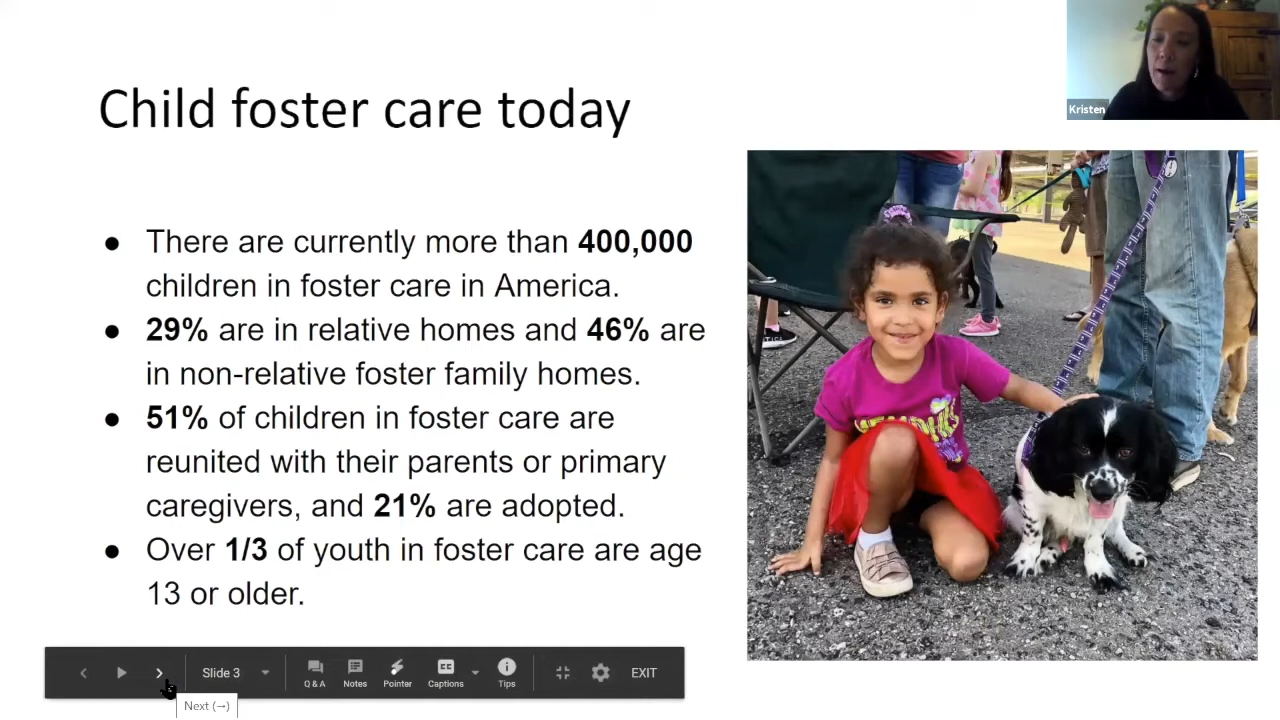 Child foster care today
Kristen
● There are currently more than 400,000
children in foster care in America.
● 29% are in relative homes and 46% are
in non-relative foster family homes.
● 51% of children in foster care are
reunited with their parents or primary
caregivers, and 21% are adopted.
● Over 1/3 of youth in foster care are age
13 or older.
Slide 3
Q & A
Notes
Pointer
Captions
Tips
EXIT
Next (→)